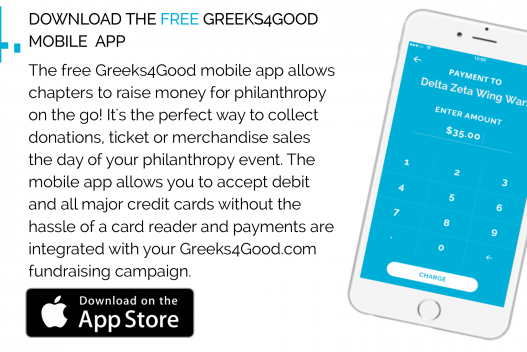 4.
DOWNLOAD THE FREE GREEKS4GOOD
MOBILE APP
The free Greeks4Good mobile app allows
chapters to raise money for philanthropy
on the go! It's the perfect way to collect
donations, ticket or merchandise sales
the day of your philanthropy event. The
mobile app allows you to accept debit
and all major credit cards without the
hassle of a card reader and payments are
integrated with your Greeks4Good.com
fundraising campaign.
Download on the
App Store
10:00
PAYMENT TO
Delta Zeta Wing War
ENTER AMOUNT
$35.00
1 2 3
4 5 6
7 8 9
. 0 ←
CHARGE